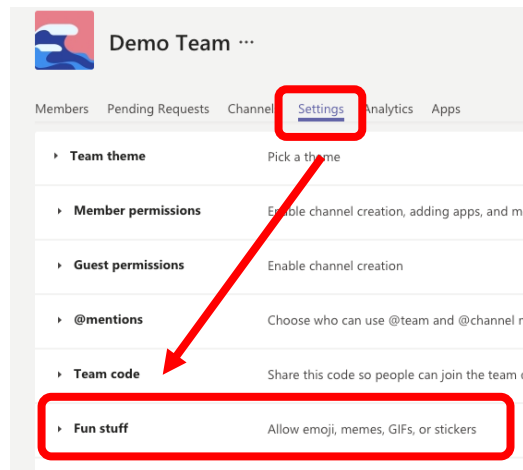 Demo Team ···
Members Pending Requests Channel Settings Analytics Apps
Team theme Pick a theme
Member permissions Enable channel creation, adding apps, and m
Guest permissions Enable channel creation
@mentions Choose who can use @team and @channel
Team code Share this code so people can join the team
Fun stuff Allow emoji, memes, GIFs, or stickers